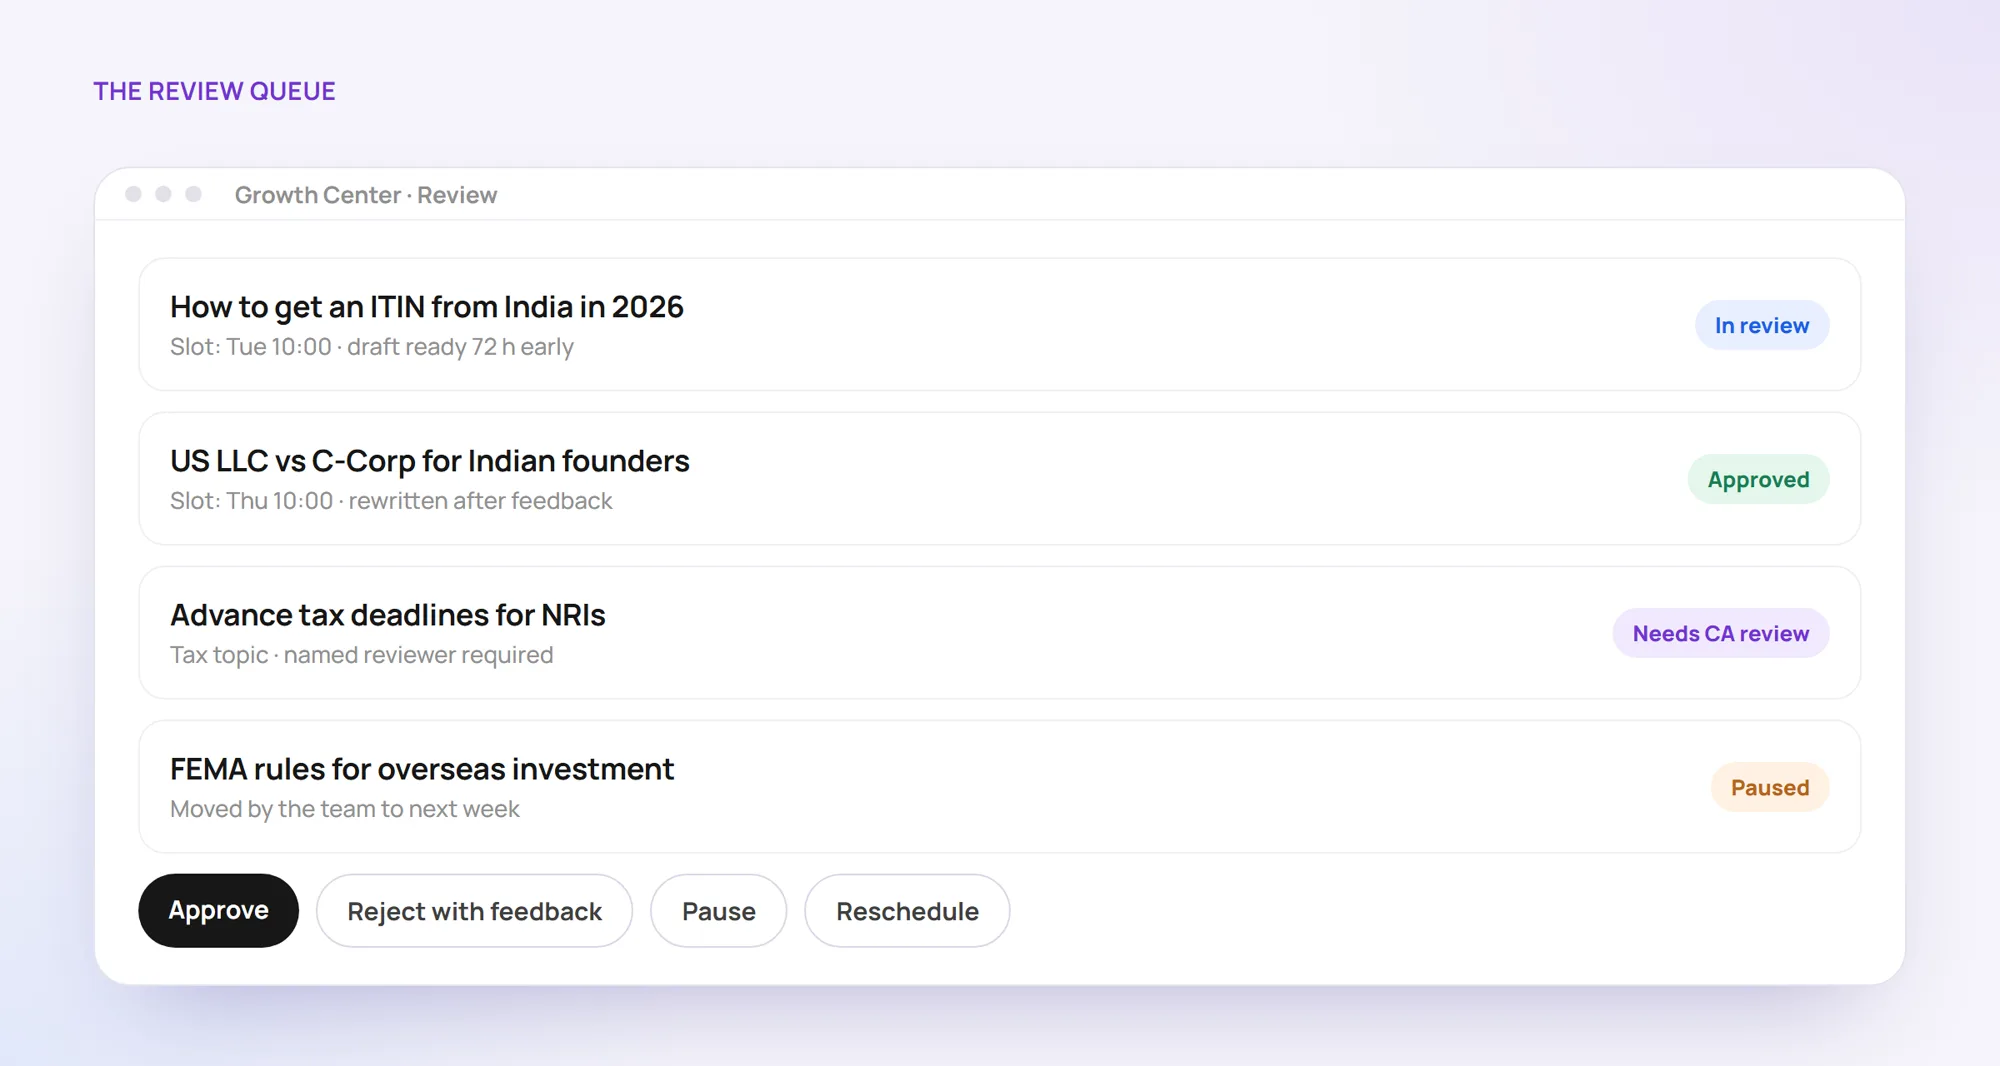 THE REVIEW QUEUE
Growth Center · Review
How to get an ITIN from India in 2026
Slot: Tue 10:00 · draft ready 72 h early
In review
US LLC vs C-Corp for Indian founders
Slot: Thu 10:00 · rewritten after feedback
Approved
Advance tax deadlines for NRIs
Tax topic · named reviewer required
Needs CA review
FEMA rules for overseas investment
Moved by the team to next week
Paused
Approve
Reject with feedback
Pause
Reschedule